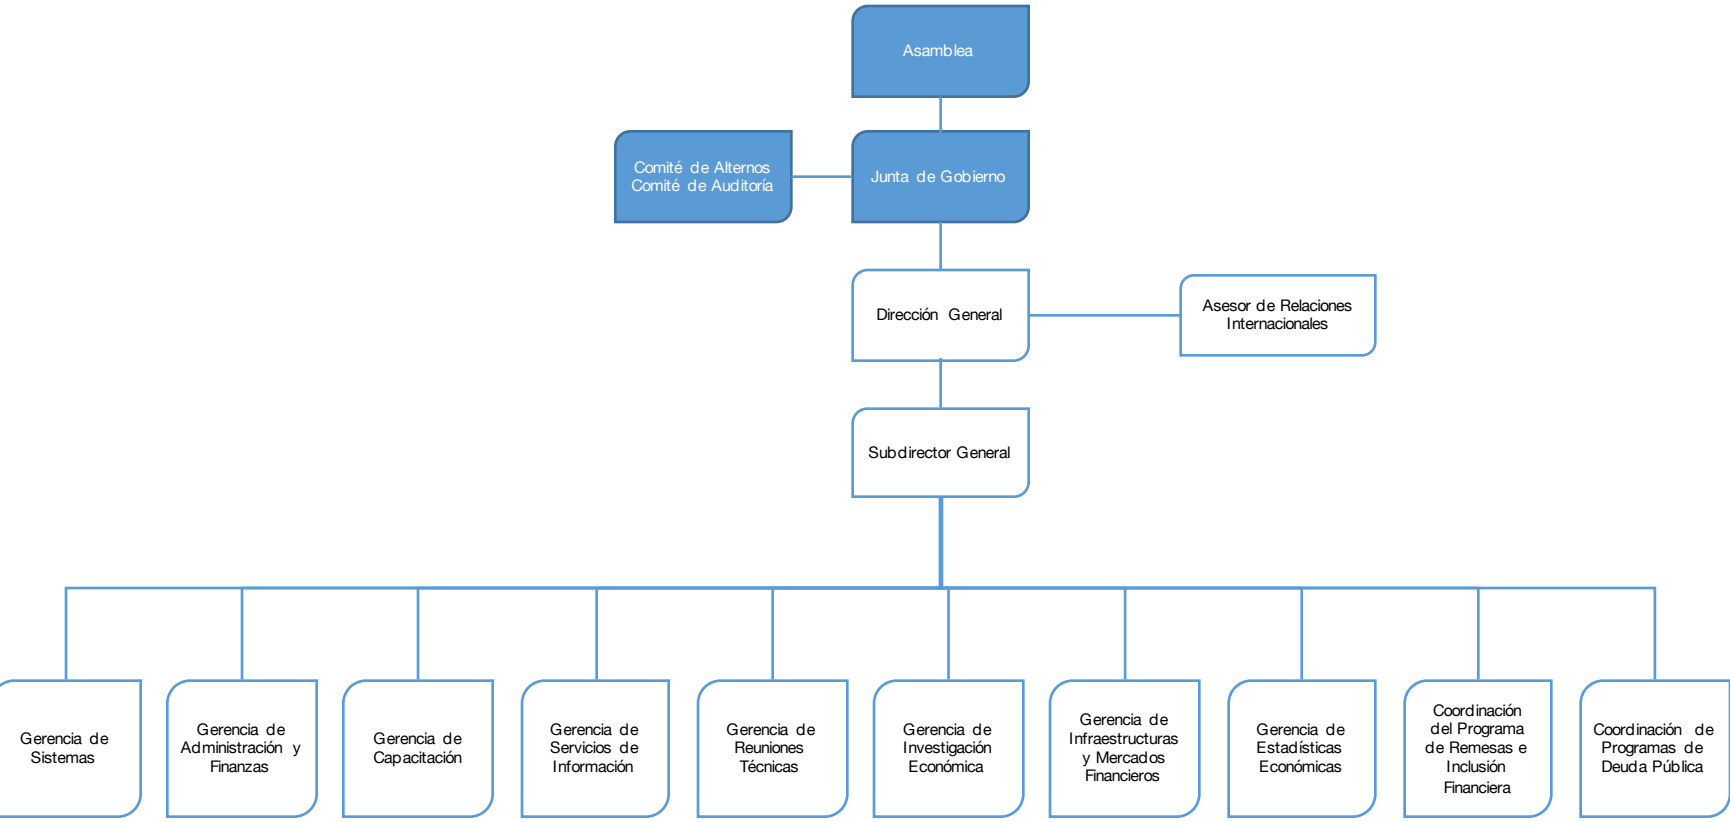 Asamblea
Comité de Alternos
Comité de Auditoría
Junta de Gobierno
Dirección General
Asesor de Relaciones
Internacionales
Subdirector General
Gerencia de
Sistemas
Gerencia de
Administración y
Finanzas
Gerencia de
Capacitación
Gerencia de
Servicios de
Información
Gerencia de
Reuniones
Técnicas
Gerencia de
Investigación
Económica
Gerencia de
Infraestructuras
y Mercados
Financieros
Gerencia de
Estadísticas
Económicas
Coordinación
del Programa
de Remesas e
Inclusión
Financiera
Coordinación de
Programas de
Deuda Pública